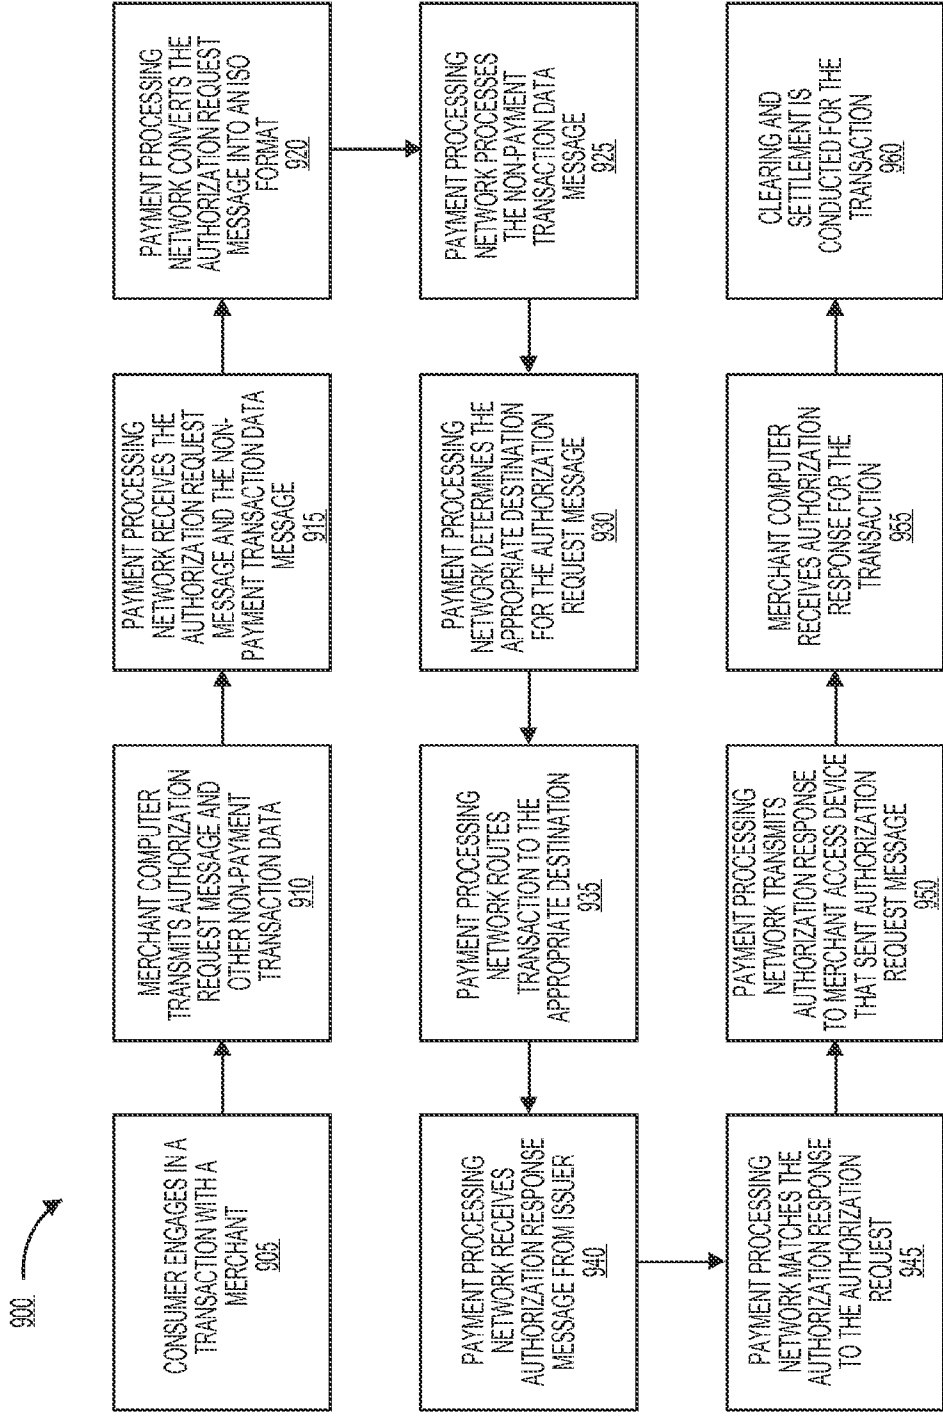 900
CONSUMER ENGAGES IN A
TRANSACTION WITH A
MERCHANT
905
MERCHANT COMPUTER
TRANSMITS AUTHORIZATION
REQUEST MESSAGE AND
OTHER NON-PAYMENT
TRANSACTION DATA
910
PAYMENT PROCESSING
NETWORK RECEIVES THE
AUTHORIZATION REQUEST
MESSAGE AND THE NON-
PAYMENT TRANSACTION DATA
MESSAGE
915
PAYMENT PROCESSING
NETWORK CONVERTS THE
AUTHORIZATION REQUEST
MESSAGE INTO AN ISO
FORMAT
920
PAYMENT PROCESSING
NETWORK PROCESSES
THE NON-PAYMENT
TRANSACTION DATA
MESSAGE
925
PAYMENT PROCESSING
NETWORK DETERMINES THE
APPROPRIATE DESTINATION
FOR THE AUTHORIZATION
REQUEST MESSAGE
930
PAYMENT PROCESSING
NETWORK ROUTES
TRANSACTION TO THE
APPROPRIATE DESTINATION
935
PAYMENT PROCESSING
NETWORK RECEIVES
AUTHORIZATION RESPONSE
MESSAGE FROM ISSUER
940
PAYMENT PROCESSING
NETWORK MATCHES THE
AUTHORIZATION RESPONSE
TO THE AUTHORIZATION
REQUEST
945
PAYMENT PROCESSING
NETWORK TRANSMITS
AUTHORIZATION RESPONSE
TO MERCHANT ACCESS DEVICE
THAT SENT AUTHORIZATION
REQUEST MESSAGE
950
MERCHANT COMPUTER
RECEIVES AUTHORIZATION
RESPONSE FOR THE
TRANSACTION
955
CLEARING AND
SETTLEMENT IS
CONDUCTED FOR THE
TRANSACTION
960